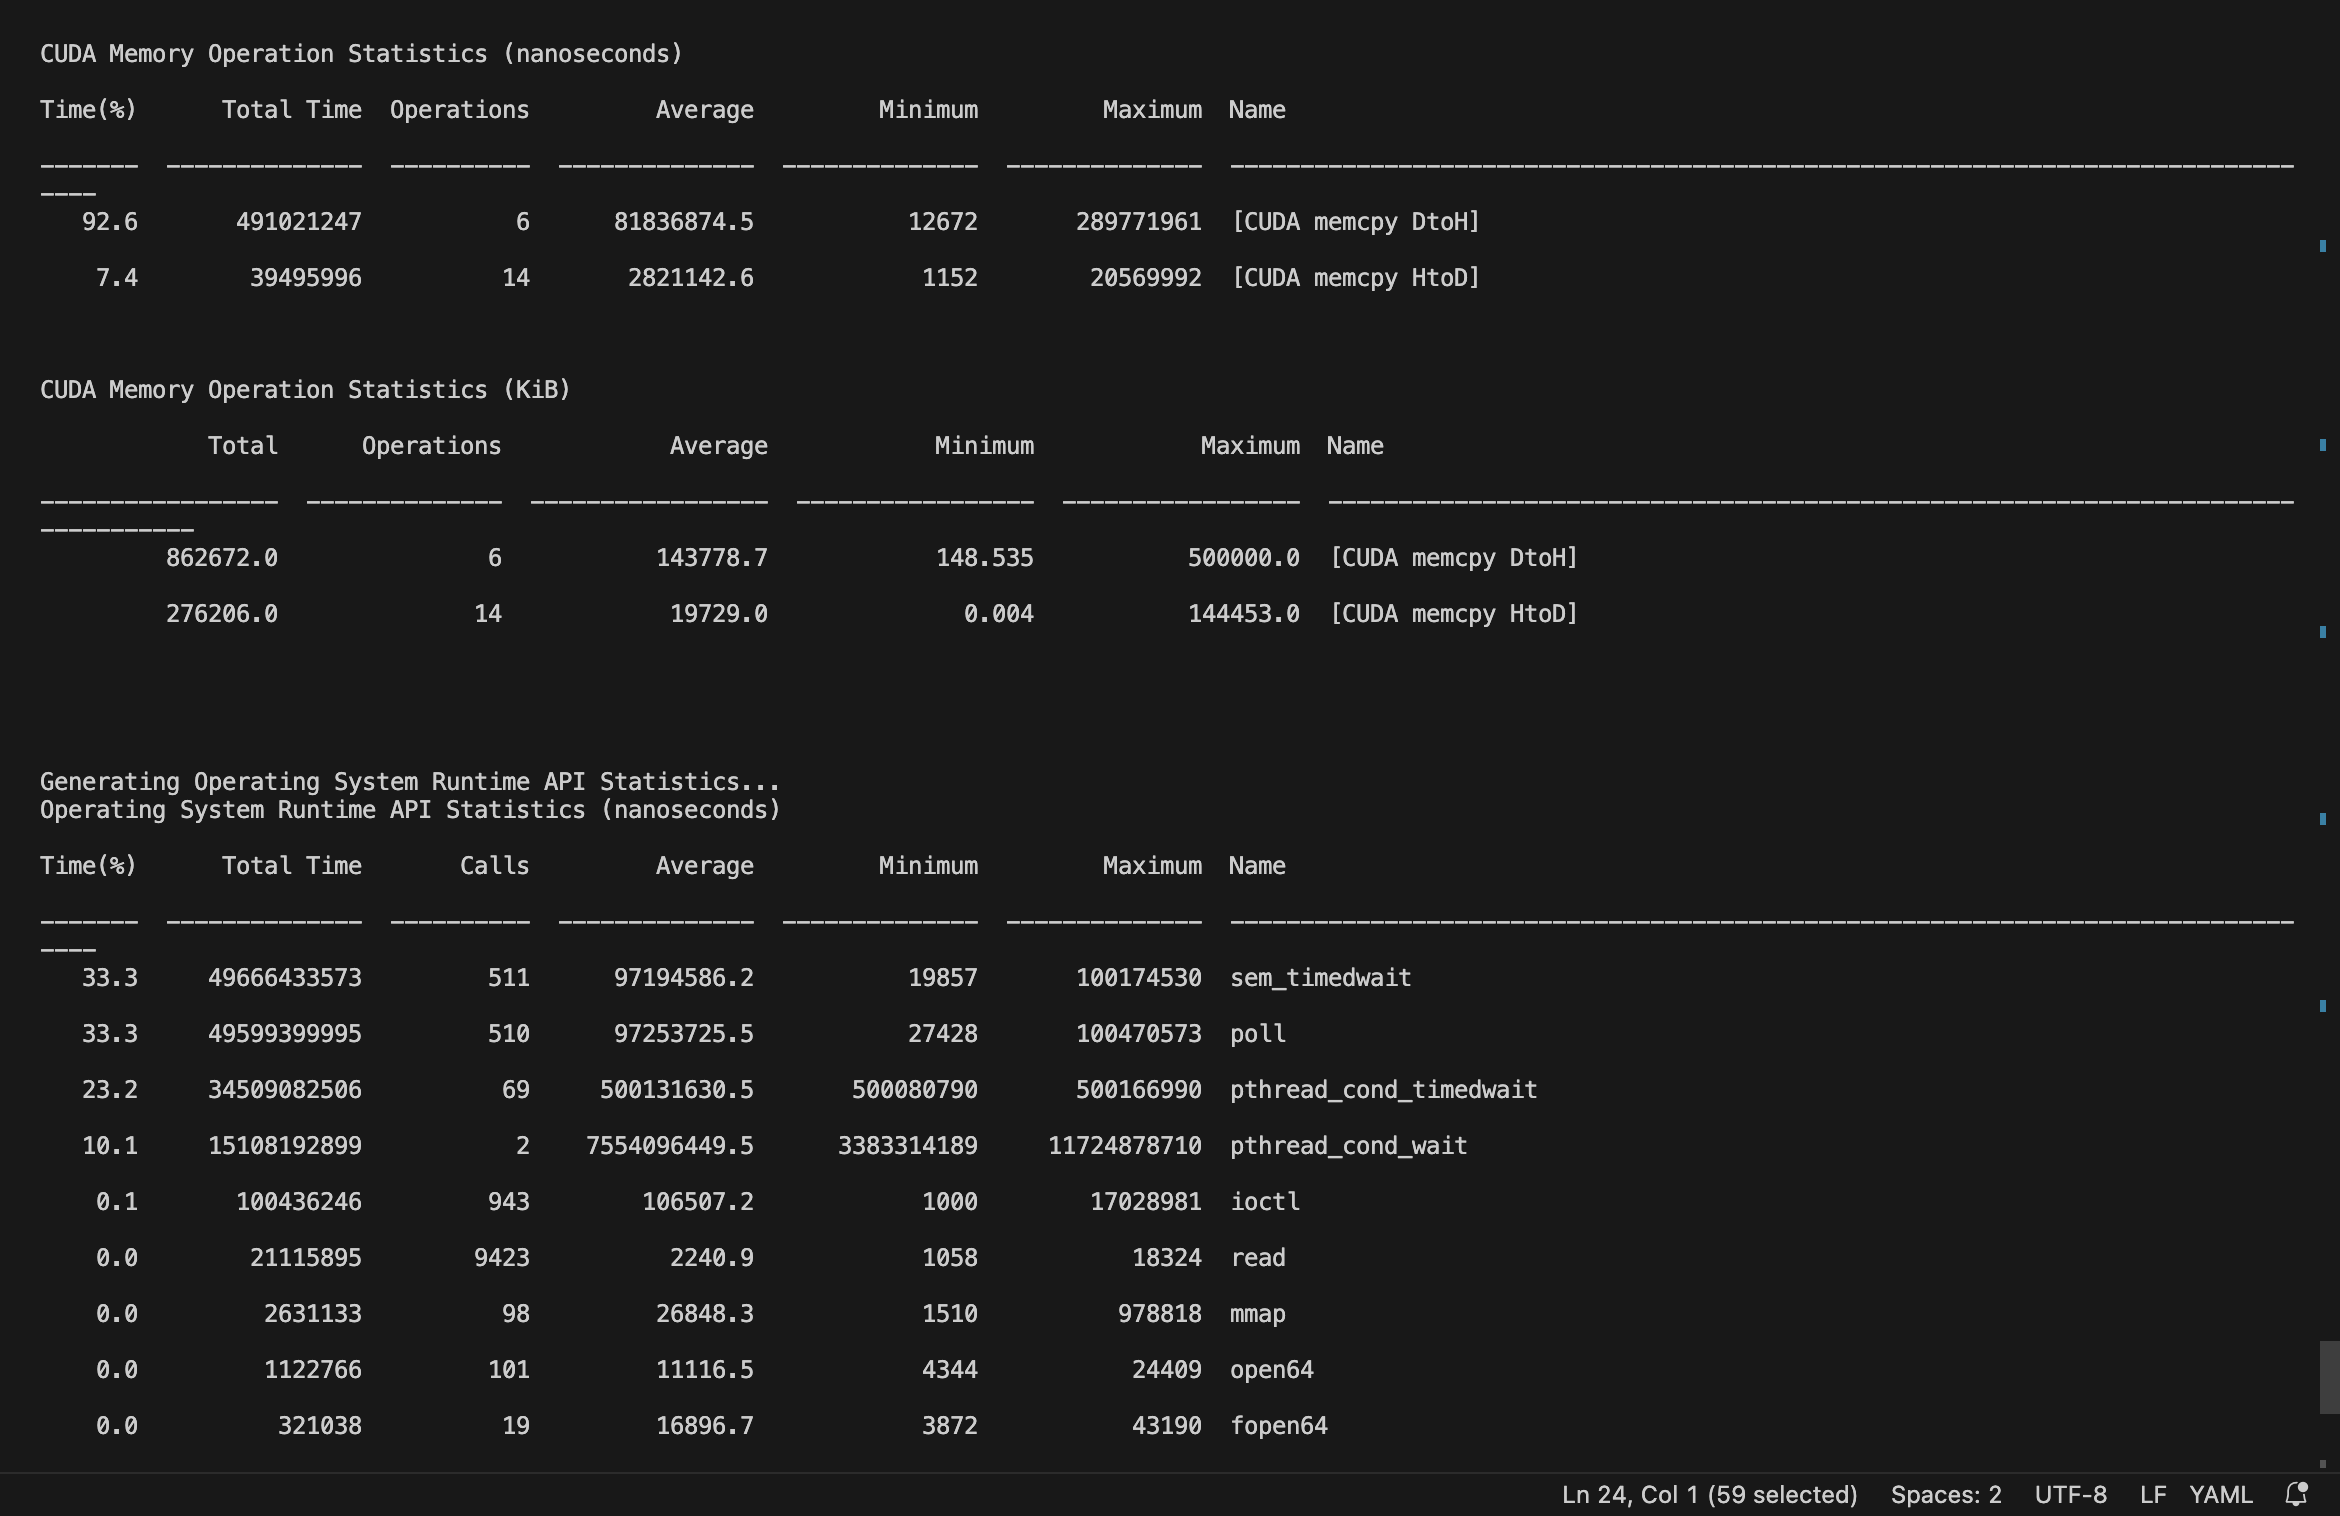 CUDA Memory Operation Statistics (nanoseconds)
Time(%)      Total Time  Operations         Average         Minimum         Maximum  Name
-------  --------------  ----------  --------------  --------------  --------------  ----------------------------------------------------------------------------
----
   92.6       491021247           6      81836874.5           12672       289771961  [CUDA memcpy DtoH]
    7.4        39495996          14       2821142.6            1152        20569992  [CUDA memcpy HtoD]
CUDA Memory Operation Statistics (KiB)
            Total      Operations            Average            Minimum            Maximum  Name
-----------------  --------------  -----------------  -----------------  -----------------  ---------------------------------------------------------------------
-----------
         862672.0               6           143778.7            148.535           500000.0  [CUDA memcpy DtoH]
         276206.0              14            19729.0              0.004           144453.0  [CUDA memcpy HtoD]
Generating Operating System Runtime API Statistics...
Operating System Runtime API Statistics (nanoseconds)
Time(%)      Total Time       Calls         Average         Minimum         Maximum  Name
-------  --------------  ----------  --------------  --------------  --------------  ----------------------------------------------------------------------------
----
   33.3     49666433573         511      97194586.2           19857       100174530  sem_timedwait
   33.3     49599399995         510      97253725.5           27428       100470573  poll
   23.2     34509082506          69     500131630.5       500080790       500166990  pthread_cond_timedwait
   10.1     15108192899           2    7554096449.5      3383314189     11724878710  pthread_cond_wait
    0.1       100436246         943        106507.2            1000        17028981  ioctl
    0.0        21115895        9423          2240.9            1058           18324  read
    0.0         2631133          98         26848.3            1510          978818  mmap
    0.0         1122766         101         11116.5            4344           24409  open64
    0.0          321038          19         16896.7            3872           43190  fopen64
Ln 24, Col 1 (59 selected)  Spaces: 2  UTF-8  LF  YAML